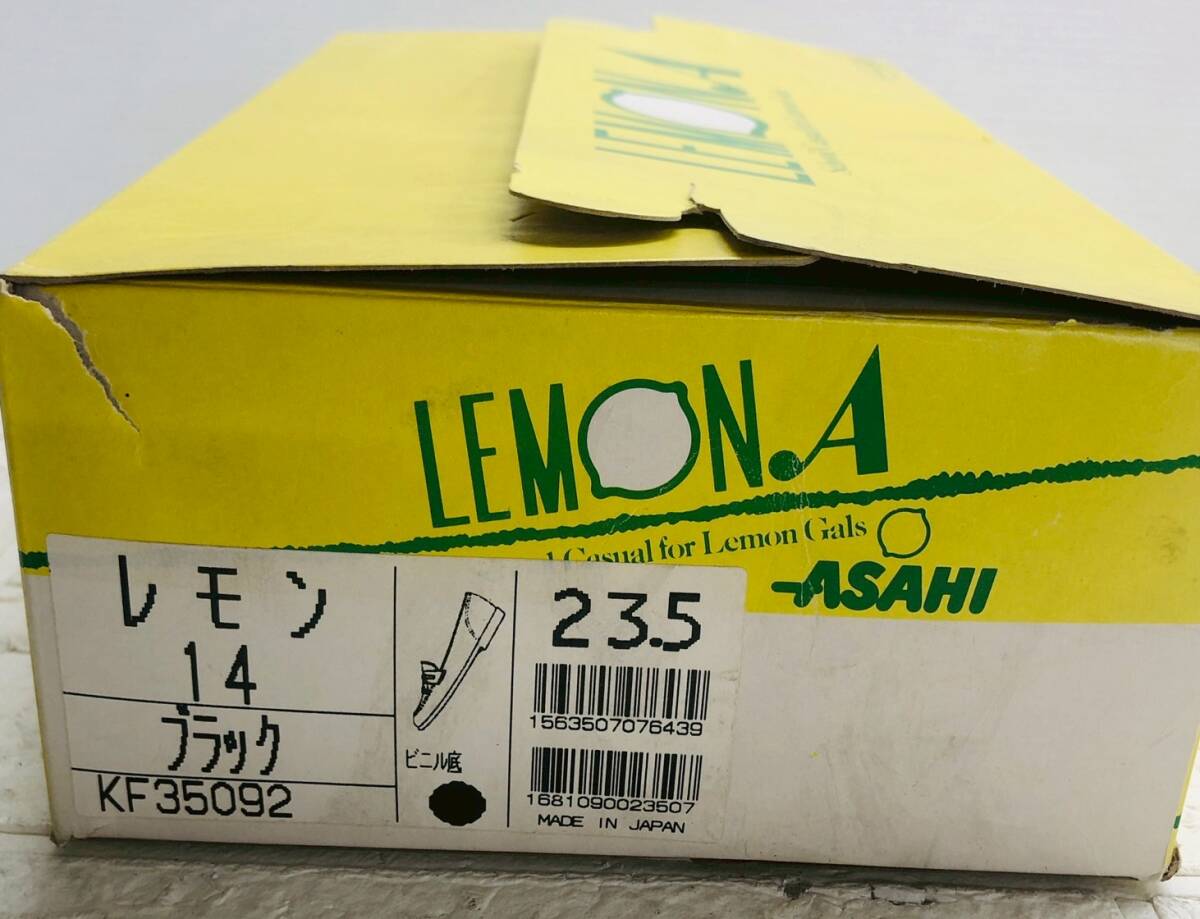 LEMON.A
LEMON.A
Casual for Lemon Gals
ASAHI
レモン
14
ブラック
KF35092
ビニル底
23.5
1563507076439
1681090023507
MADE IN JAPAN